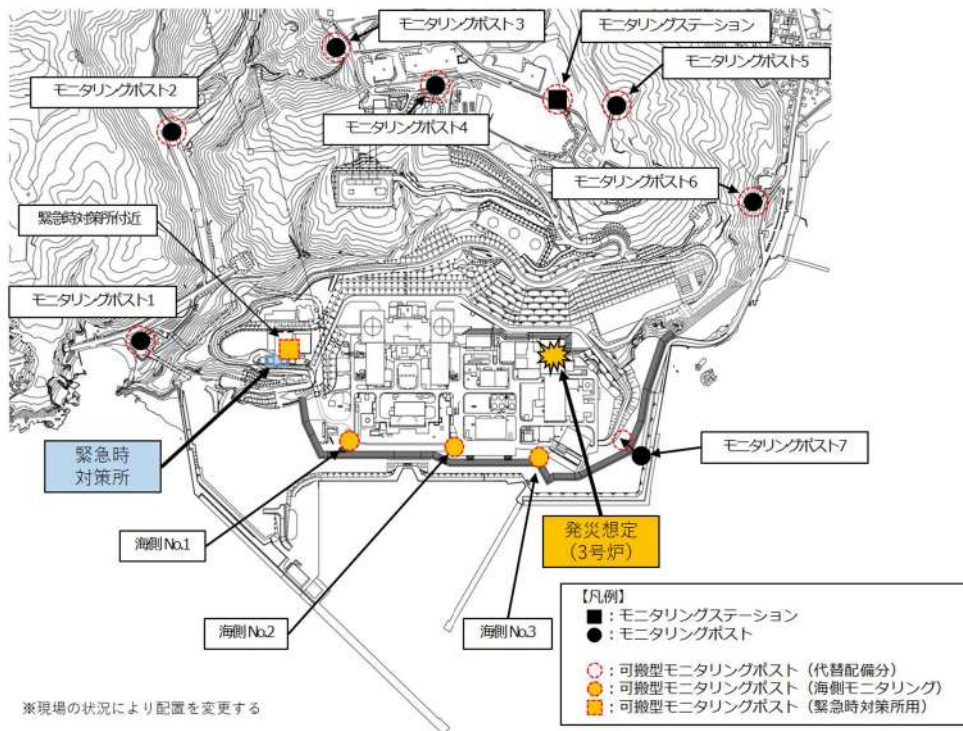 モニタリングポスト3
モニタリングステーション
モニタリングポスト2
モニタリングポスト5
モニタリングポスト4
モニタリングポスト6
緊急時対策所付近
モニタリングポスト1
緊急時
対策所
モニタリングポスト7
海側No.1
発災想定
(3号炉)
海側No.2
海側No.3
【凡例】
■:モニタリングステーション
●:モニタリングポスト
:可搬型モニタリングポスト(代替配備分)
:可搬型モニタリングポスト(海側モニタリング)
:可搬型モニタリングポスト(緊急時対策所用)
※現場の状況により配置を変更する